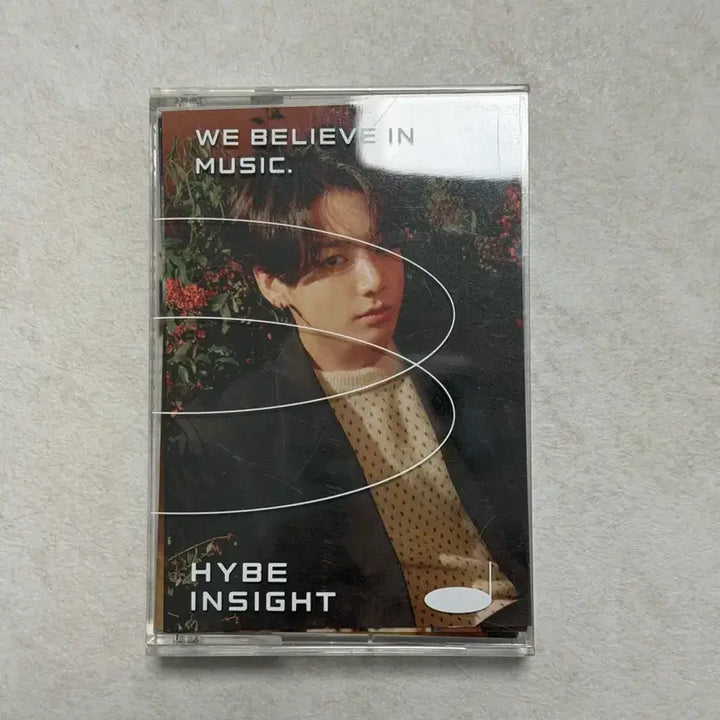 WE BELIEVE IN
MUSIC.
HYBE
INSIGHT